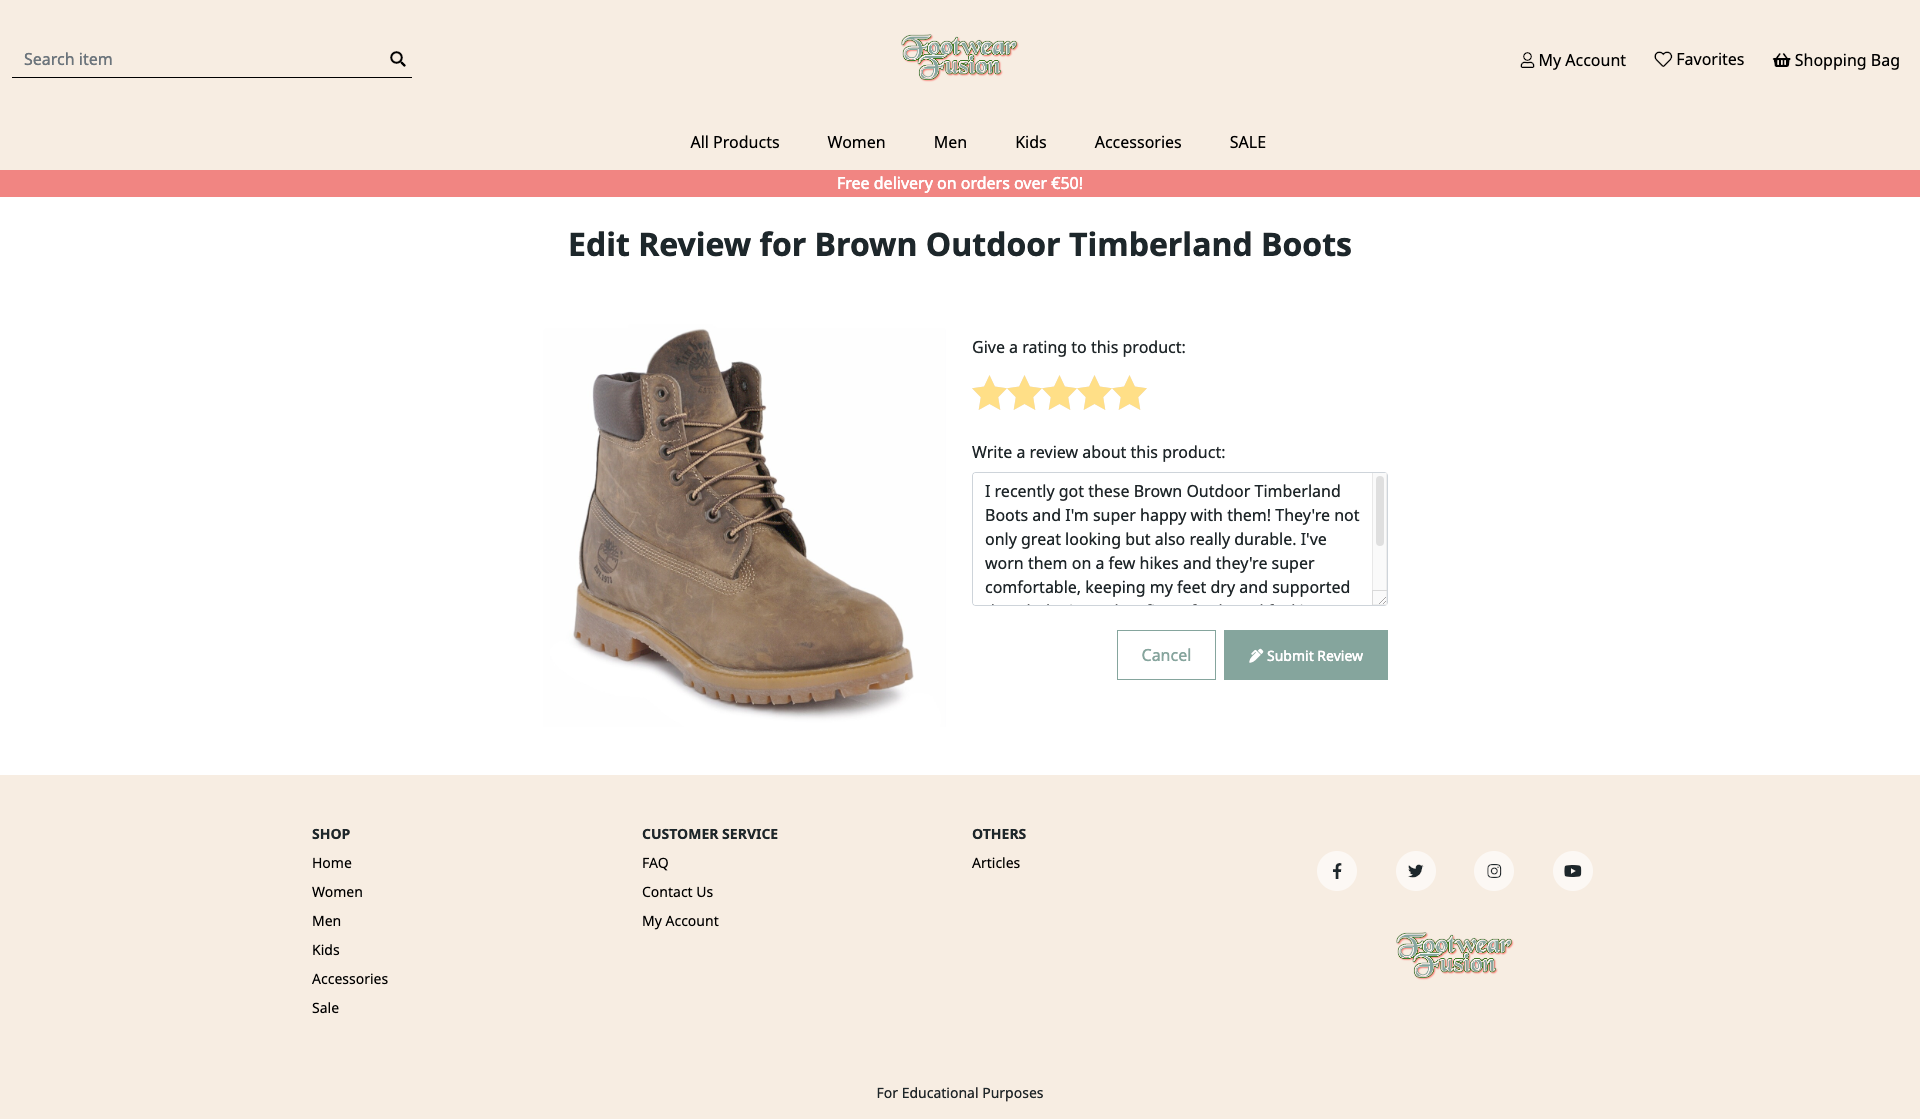 Search item
Footwear
Fusion
My Account
Favorites
Shopping Bag
All Products
Women
Men
Kids
Accessories
SALE
Free delivery on orders over €50!
Edit Review for Brown Outdoor Timberland Boots
Give a rating to this product:
Write a review about this product:
I recently got these Brown Outdoor Timberland
Boots and I'm super happy with them! They're not
only great looking but also really durable. I've
worn them on a few hikes and they're super
comfortable, keeping my feet dry and supported
Cancel
Submit Review
SHOP
Home
Women
Men
Kids
Accessories
Sale
CUSTOMER SERVICE
FAQ
Contact Us
My Account
OTHERS
Articles
Footwear
Fusion
For Educational Purposes